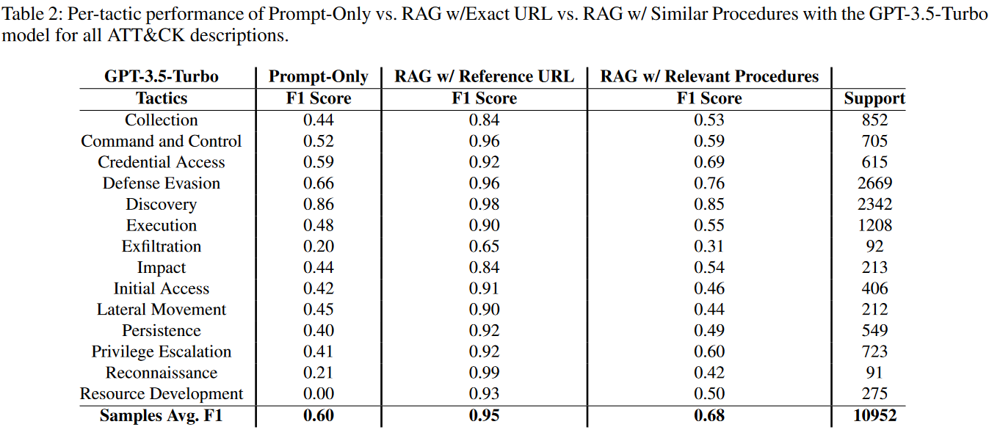 Table 2: Per-tactic performance of Prompt-Only vs. RAG w/Exact URL vs. RAG w/ Similar Procedures with the GPT-3.5-Turbo
model for all ATT&CK descriptions.
GPT-3.5-Turbo Prompt-Only RAG w/ Reference URL RAG w/ Relevant Procedures
Tactics F1 Score F1 Score F1 Score Support
Collection 0.44 0.84 0.53 852
Command and Control 0.52 0.96 0.59 705
Credential Access 0.59 0.92 0.69 615
Defense Evasion 0.66 0.96 0.76 2669
Discovery 0.86 0.98 0.85 2342
Execution 0.48 0.90 0.55 1208
Exfiltration 0.20 0.65 0.31 92
Impact 0.44 0.84 0.54 213
Initial Access 0.42 0.91 0.46 406
Lateral Movement 0.45 0.90 0.44 212
Persistence 0.40 0.92 0.49 549
Privilege Escalation 0.41 0.92 0.60 723
Reconnaissance 0.21 0.99 0.42 91
Resource Development 0.00 0.93 0.50 275
Samples Avg. F1 0.60 0.95 0.68 10952